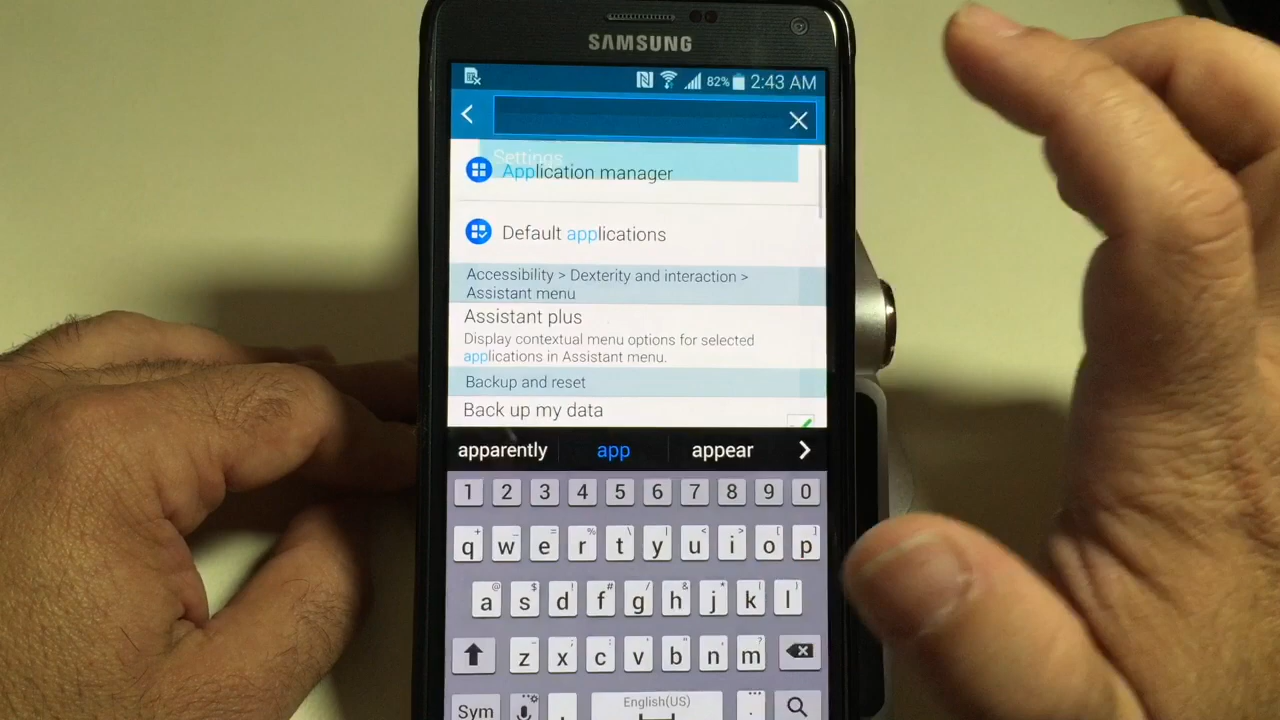 SAMSUNG
82% 2:43 AM
Settings
Application manager
Default applications
Accessibility > Dexterity and interaction >
Assistant menu
Assistant plus
Display contextual menu options for selected
applications in Assistant menu.
Backup and reset
Back up my data
apparently app appear >
1 2 3 4 5 6 7 8 9 0
q w e r t y u i o p
a s d f g h j k l
z x c v b n m
Sym , English(US) .